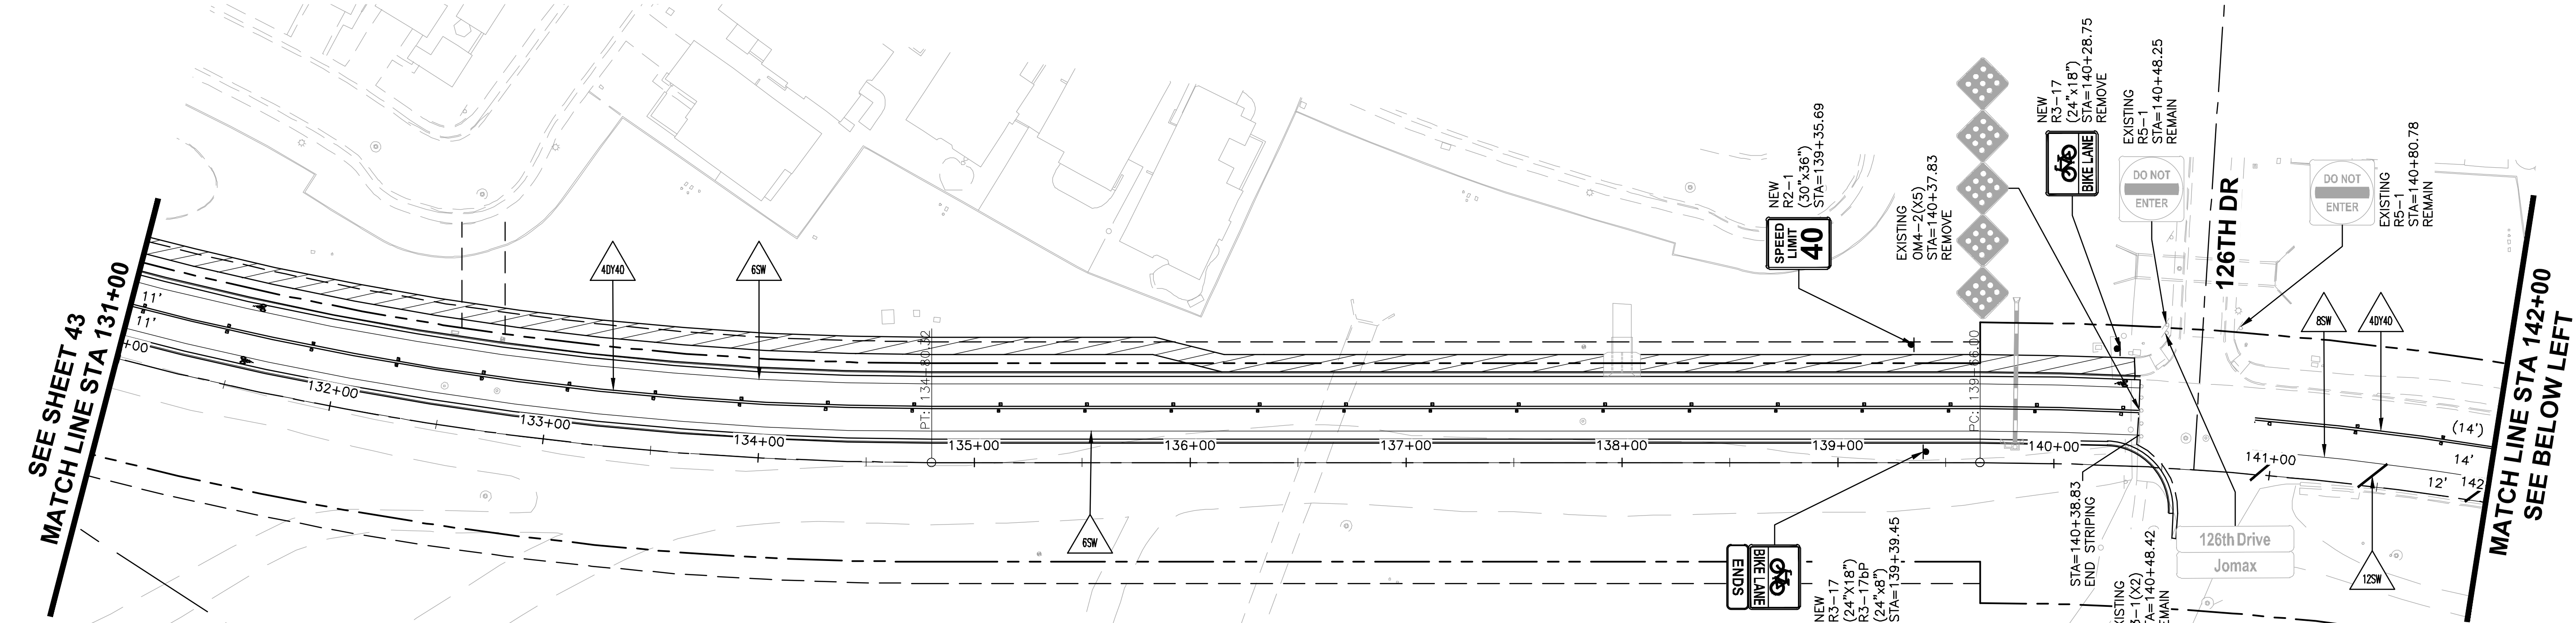 SEE SHEET 43
MATCH LINE STA 131+00
11'
11'
+00
132+00
133+00
134+00
135+00
136+00
137+00
138+00
139+00
140+00
141+00
142
4DY40
6SW
6SW
PT: 134+80.32
PC: 139+66.00
SPEED
LIMIT
40
NEW
R2-1
(30"x36")
STA=139+35.69
EXISTING
OM4-2(X5)
STA=140+37.83
REMOVE
BIKE LANE
NEW
R3-17
(24"x18")
STA=140+28.75
REMOVE
DO NOT
ENTER
EXISTING
R5-1
STA=140+48.25
REMAIN
126TH DR
DO NOT
ENTER
EXISTING
R5-1
STA=140+80.78
REMAIN
8SW
4DY40
(14')
14'
12'
12SW
BIKE LANE
ENDS
NEW
R3-17
(24"X18")
R3-17bP
(24"x8")
STA=139+39.45
STA=140+38.83
END STRIPING
126th Drive
Jomax
MATCH LINE STA 142+00
SEE BELOW LEFT